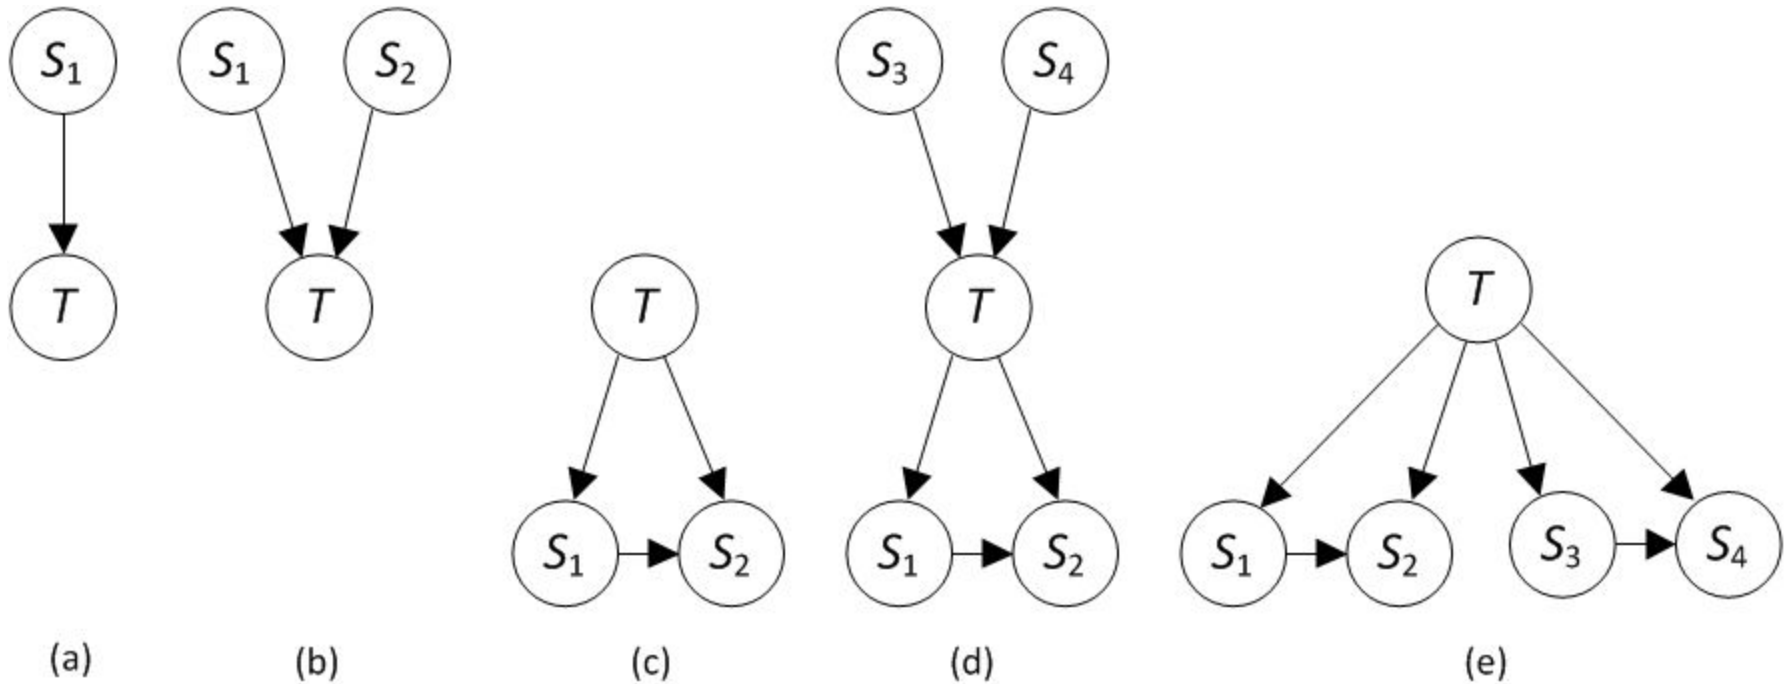 S1 S1 S2 S3 S4
T T T T T
S1 S2 S1 S2 S1 S2 S3 S4
(a) (b) (c) (d) (e)